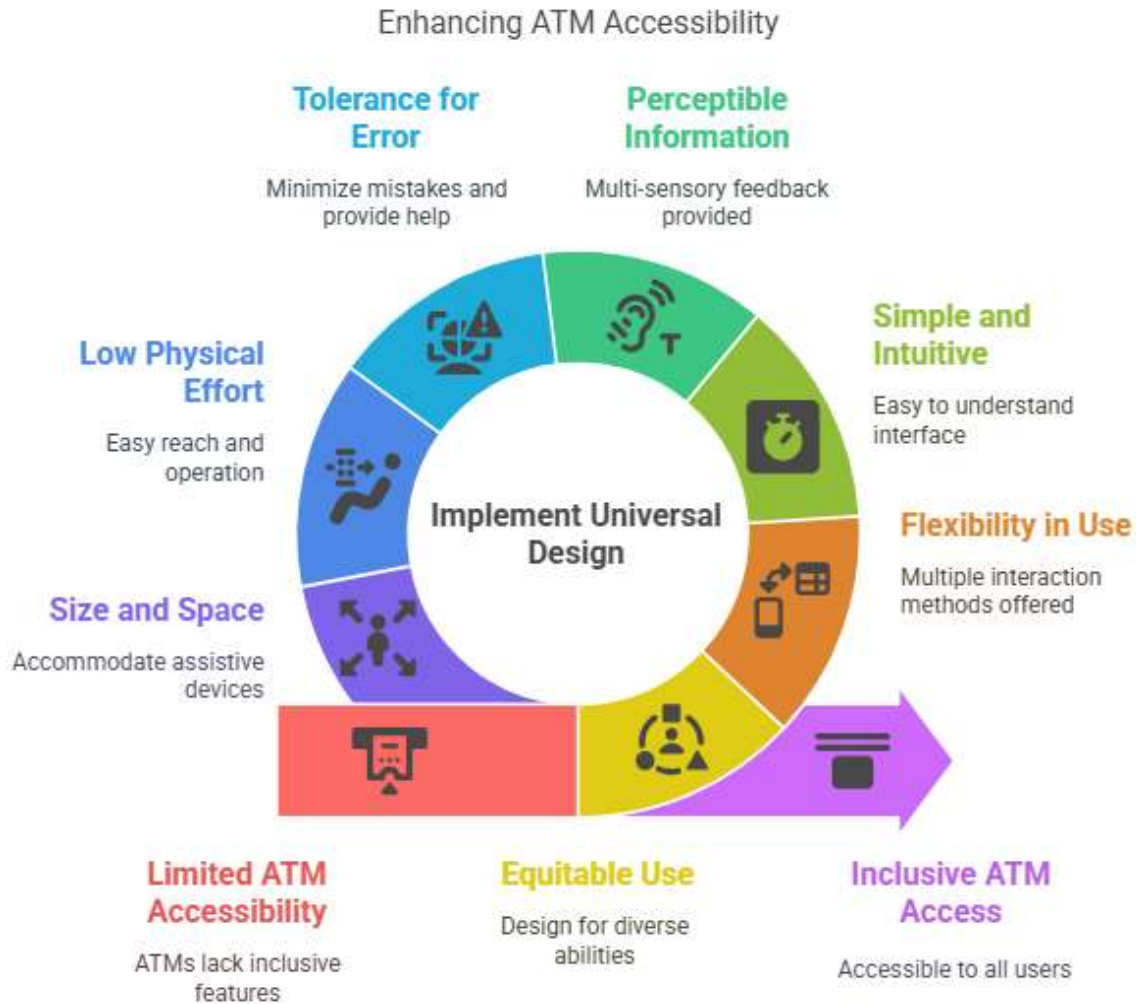 Enhancing ATM Accessibility
Tolerance for
Error
Minimize mistakes and
provide help
Perceptible
Information
Multi-sensory feedback
provided
Simple and
Intuitive
Easy to understand
interface
Low Physical
Effort
Easy reach and
operation
Implement Universal
Design
Flexibility in Use
Multiple interaction
methods offered
Size and Space
Accommodate assistive
devices
Limited ATM
Accessibility
ATMs lack inclusive
features
Equitable Use
Design for diverse
abilities
Inclusive ATM
Access
Accessible to all users
T